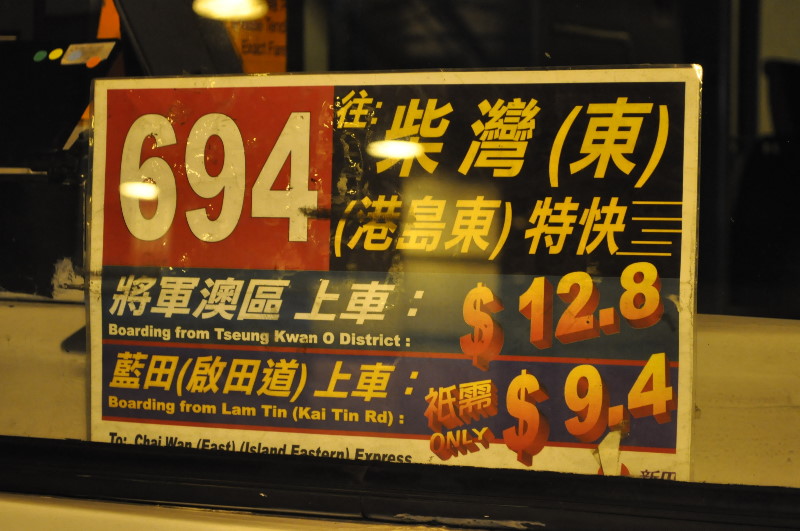 Exact Fare
694
往: 柴灣(東)
(港島東) 特快
將軍澳區 上車: $12.8
Boarding from Tseung Kwan O District:
藍田(啟田道) 上車: 祇需 $9.4
Boarding from Lam Tin (Kai Tin Rd): ONLY
To: Chai Wan (East) (Island Eastern) Express